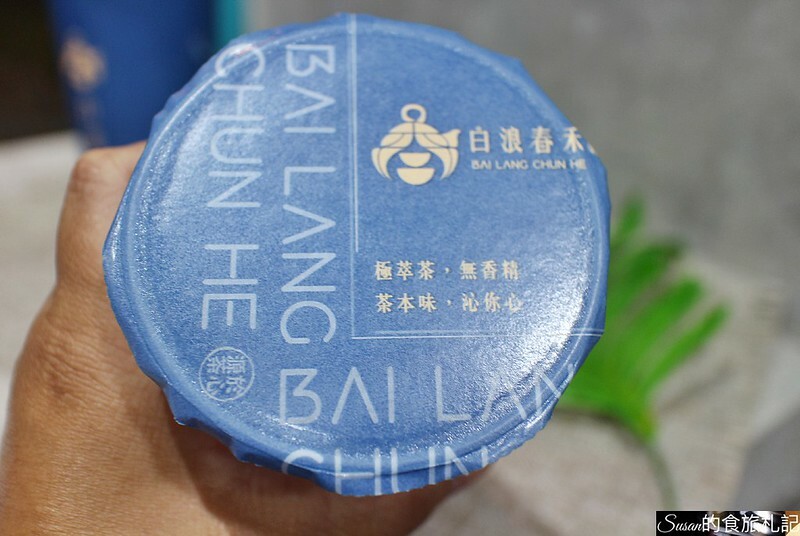 BAI LANG
CHUN HE
白浪春禾
BAI LANG CHUN HE
極萃茶，無香精
茶本味，沁你心
BAI LAN
CHUN
Susan的食旅札記